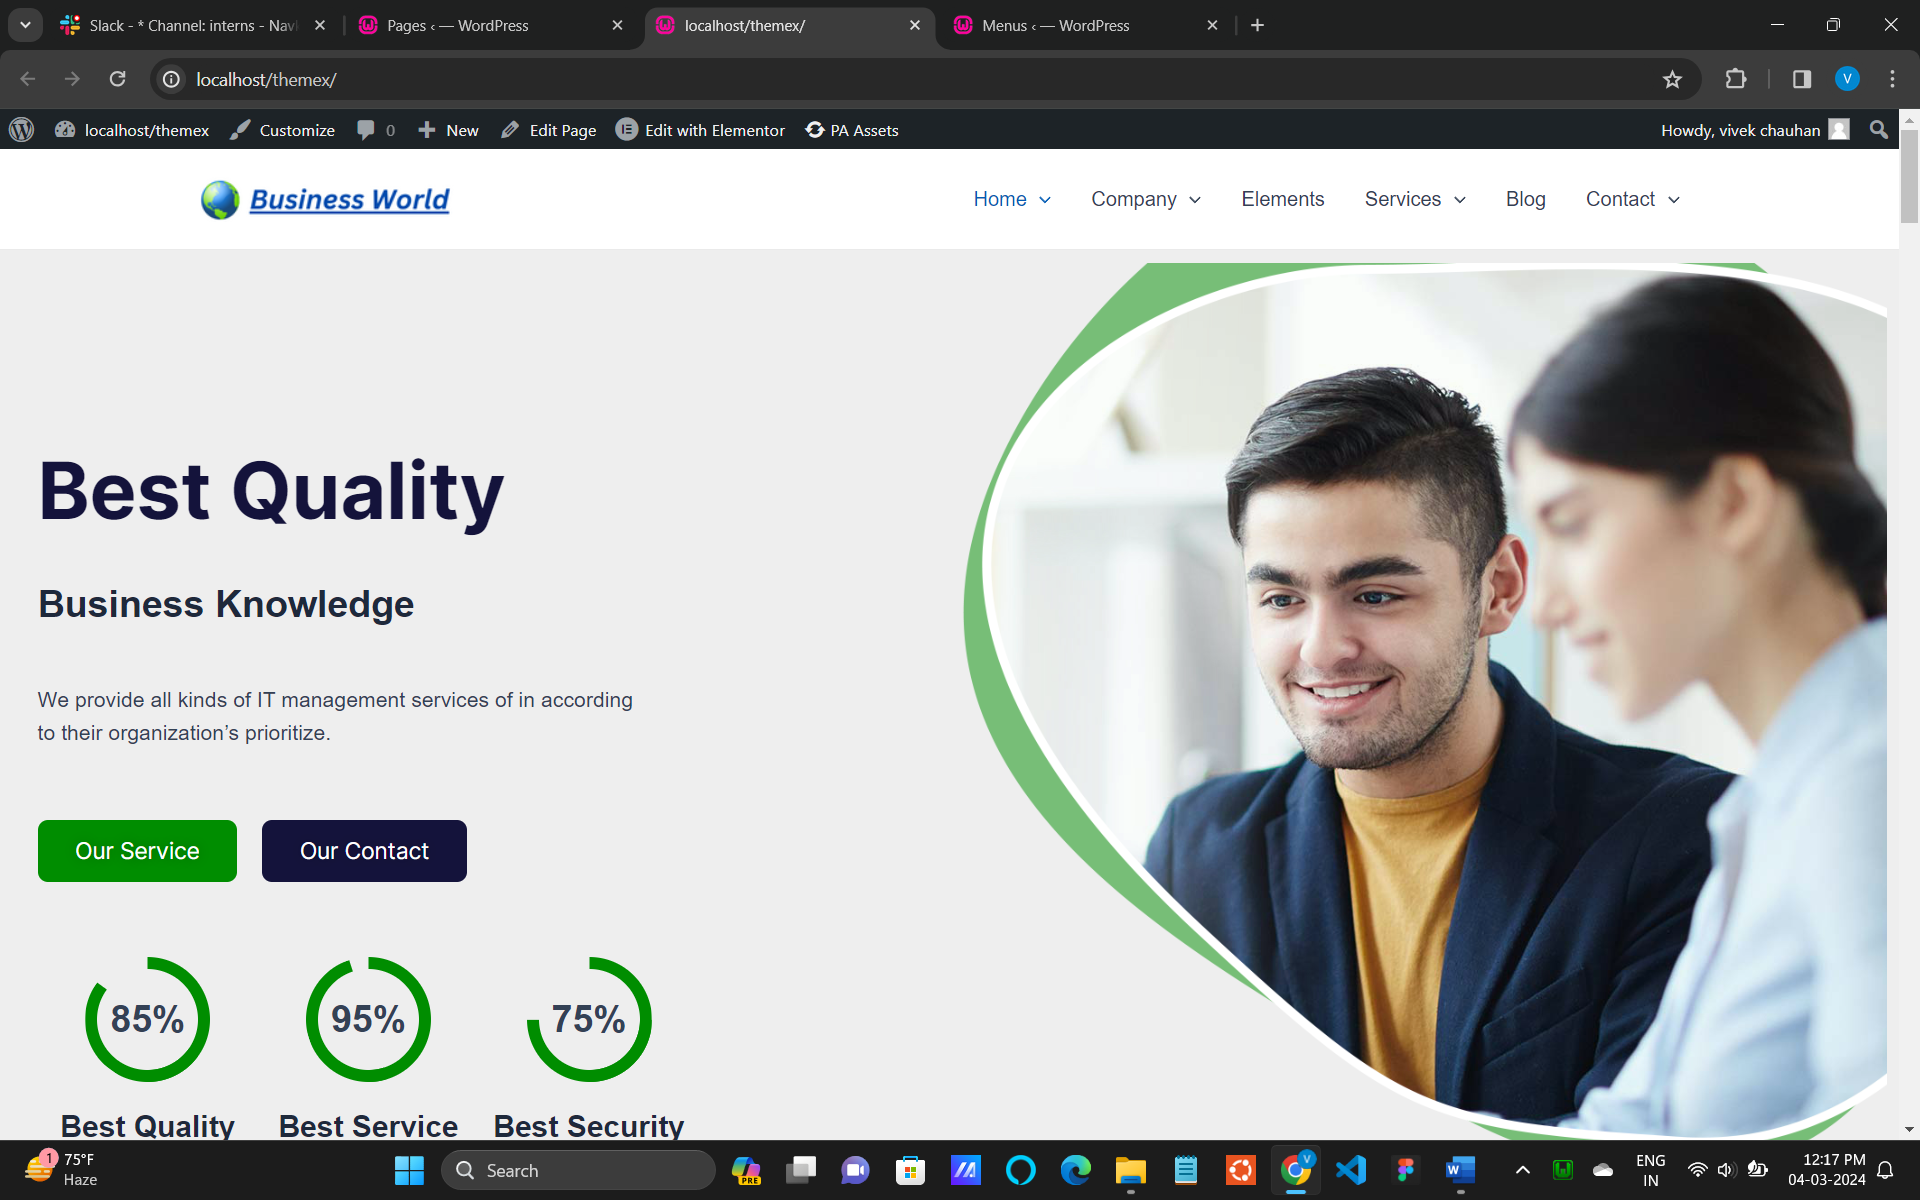 Slack - * Channel: interns - Navi
Pages ‹ — WordPress
localhost/themex/
Menus ‹ — WordPress
localhost/themex/
V
localhost/themex
Customize
0
New
Edit Page
Edit with Elementor
PA Assets
Howdy, vivek chauhan
Business World
Home
Company
Elements
Services
Blog
Contact
Best Quality
Business Knowledge
We provide all kinds of IT management services of in according
to their organization’s prioritize.
Our Service
Our Contact
85%
95%
75%
Best Quality
Best Service
Best Security
1
75°F
Haze
Search
PRE
V
W
ENG
IN
12:17 PM
04-03-2024